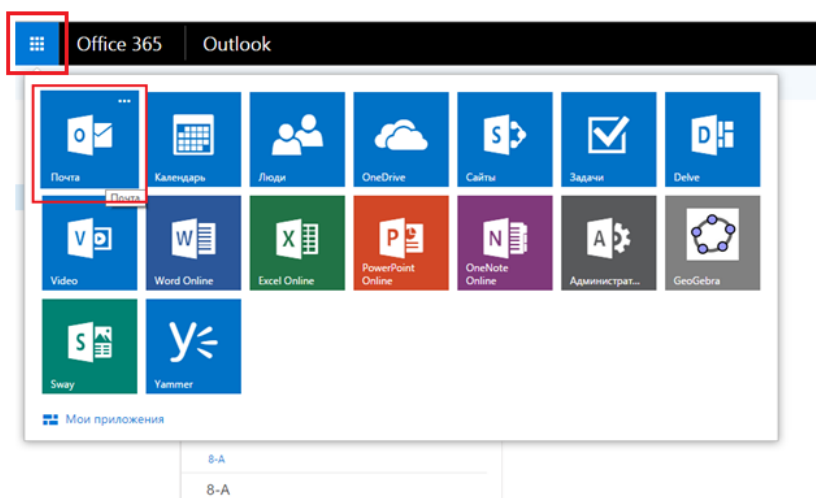 Office 365 Outlook
Почта
Календарь
Люди
OneDrive
Сайты
Задачи
Delve
Почта
Video
Word Online
Excel Online
PowerPoint
Online
OneNote
Online
Администрат...
GeoGebra
Sway
Yammer
Мои приложения
8-А
8-А